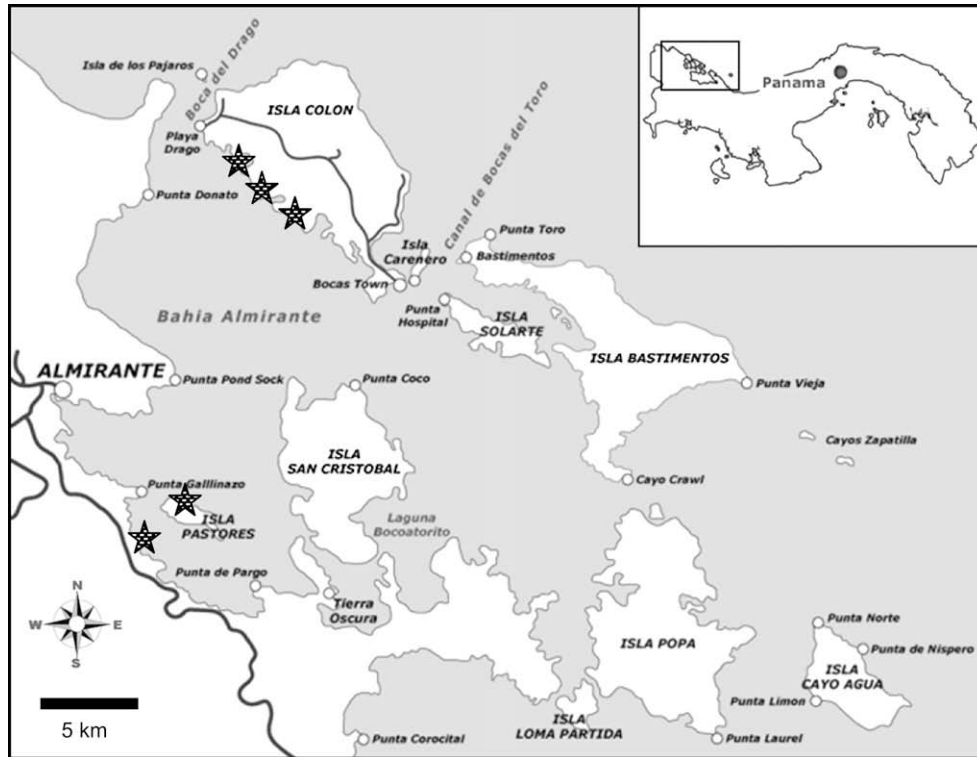 Isla de los Pajaros
Boca del Drago
ISLA COLON
Playa
Drago
Punta Donato
Canal de Bocas del Toro
Panama
Isla
Carenero
Punta Toro
Bastimentos
Bocas Town
Punta
Hospital
ISLA
SOLARTE
Bahia Almirante
ISLA BASTIMENTOS
ALMIRANTE
Punta Pond Sock
Punta Coco
Punta Vieja
ISLA
SAN CRISTOBAL
Cayos Zapatilla
Cayo Crawl
Punta Galllinazo
ISLA
PASTORES
Laguna
Bocoatorito
Punta de Pargo
Tierra
Oscura
N
W
E
S
5 km
ISLA POPA
Punta Norte
Punta de Nispero
ISLA
CAYO AGUA
Punta Limon
ISLA
LOMA PARTIDA
Punta Corocital
Punta Laurel